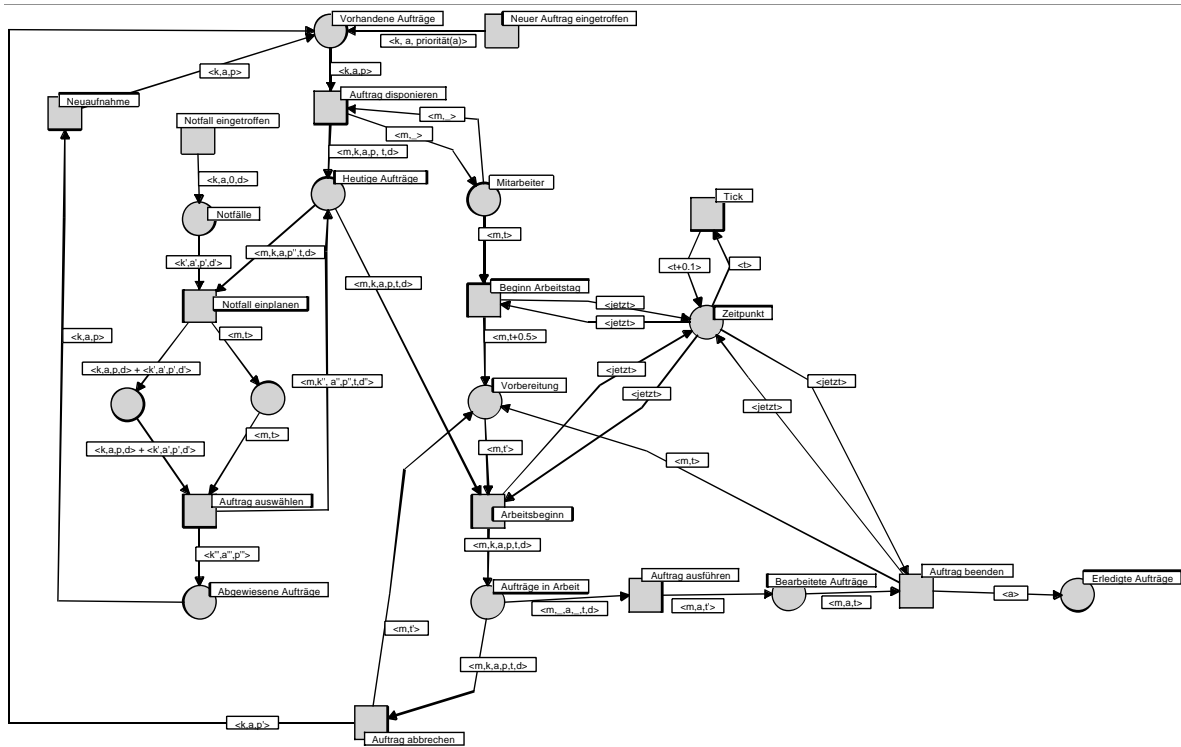 Vorhandene Aufträge
Neuer Auftrag eingetroffen
<k, a, priorität(a)>
<k,a,p>
<k,a,p>
Neuaufnahme
Auftrag disponieren
Notfall eingetroffen
<m,_>
<m,_>
<m,k,a,p, t,d>
<k,a,0,d>
Heutige Aufträge
Mitarbeiter
Tick
Notfälle
<m,t>
<k',a',p',d'>
<m,k,a,p",t,d>
<m,k,a,p,t,d>
<t+0.1>
<t>
Beginn Arbeitstag
Notfall einplanen
<jetzt>
<jetzt>
Zeitpunkt
<m,t+0.5>
<k,a,p>
<m,t>
<k,a,p,d> + <k',a',p',d'>
<m,k", a",p",t,d">
<jetzt>
<jetzt>
<jetzt>
<jetzt>
Vorbereitung
<m,t>
<k,a,p,d> + <k',a',p',d'>
<m,t'>
<m,t>
Auftrag auswählen
Arbeitsbeginn
<m,k,a,p,t,d>
<k''',a''',p'''>
Abgewiesene Aufträge
Aufträge in Arbeit
Auftrag ausführen
Bearbeitete Aufträge
Auftrag beenden
Erledigte Aufträge
<m,_,a,_,t,d>
<m,a,t'>
<m,a,t>
<a>
<m,t'>
<m,k,a,p,t,d>
<k,a,p'>
Auftrag abbrechen